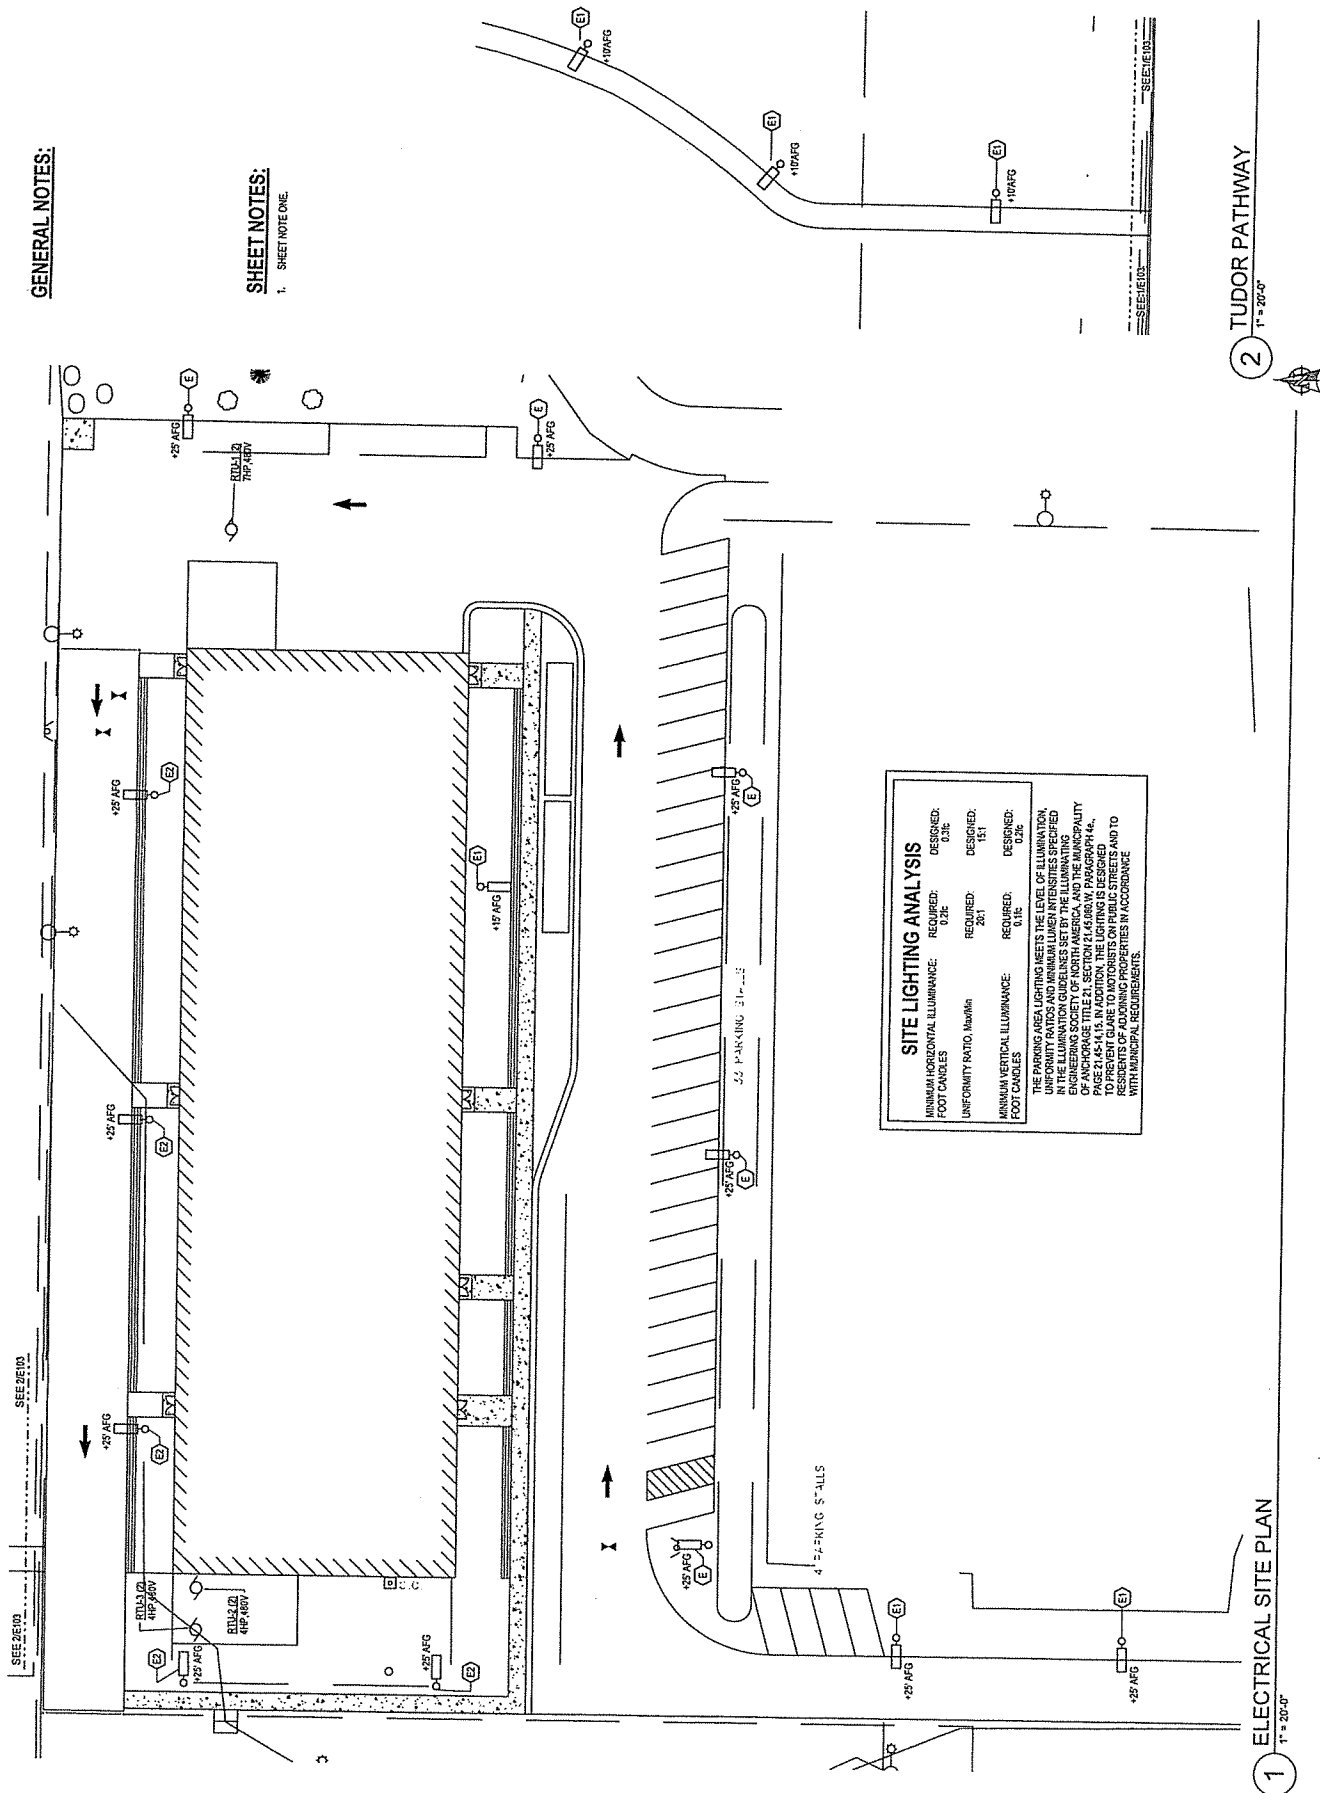 GENERAL NOTES:
SHEET NOTES:
1. SHEET NOTE ONE.
SEE 2/E103
SEE 2/E103
RTU-3 (2)
4HP,460V
RTU-2 (2)
4HP,480V
E2
+25' AFG
+25' AFG
E2
+25' AFG
E2
+25' AFG
E2
+25' AFG
E2
+15' AFG
E1
RTU-1 (2)
7HP,480V
+25' AFG
E
+25' AFG
E
+25' AFG
E
+25' AFG
E
+25' AFG
E
33 PARKING STALLS
4 PARKING STALLS
+25' AFG
E1
+25' AFG
E1
SITE LIGHTING ANALYSIS
MINIMUM HORIZONTAL ILLUMINANCE: REQUIRED: DESIGNED:
FOOT CANDLES 0.2fc 0.3fc
UNIFORMITY RATIO, Max/Min REQUIRED: DESIGNED:
20:1 15:1
MINIMUM VERTICAL ILLUMINANCE: REQUIRED: DESIGNED:
FOOT CANDLES 0.1fc 0.2fc
THE PARKING AREA LIGHTING MEETS THE LEVEL OF ILLUMINATION,
UNIFORMITY RATIOS AND MINIMUM LUMEN INTENSITIES SPECIFIED
IN THE ILLUMINATION GUIDELINES SET BY THE ILLUMINATING
ENGINEERING SOCIETY OF NORTH AMERICA, AND THE MUNICIPALITY
OF ANCHORAGE TITLE 21, SECTION 21.45.080.W, PARAGRAPH 4e.,
PAGE 21.45-14,15. IN ADDITION, THE LIGHTING IS DESIGNED
TO PREVENT GLARE TO MOTORISTS ON PUBLIC STREETS AND TO
RESIDENTS OF ADJOINING PROPERTIES IN ACCORDANCE
WITH MUNICIPAL REQUIREMENTS.
1 ELECTRICAL SITE PLAN
1" = 20'-0"
N
E1
+10'AFG
E1
+10'AFG
E1
+10'AFG
SEE:1/E103
SEE:1/E103
2 TUDOR PATHWAY
1" = 20'-0"